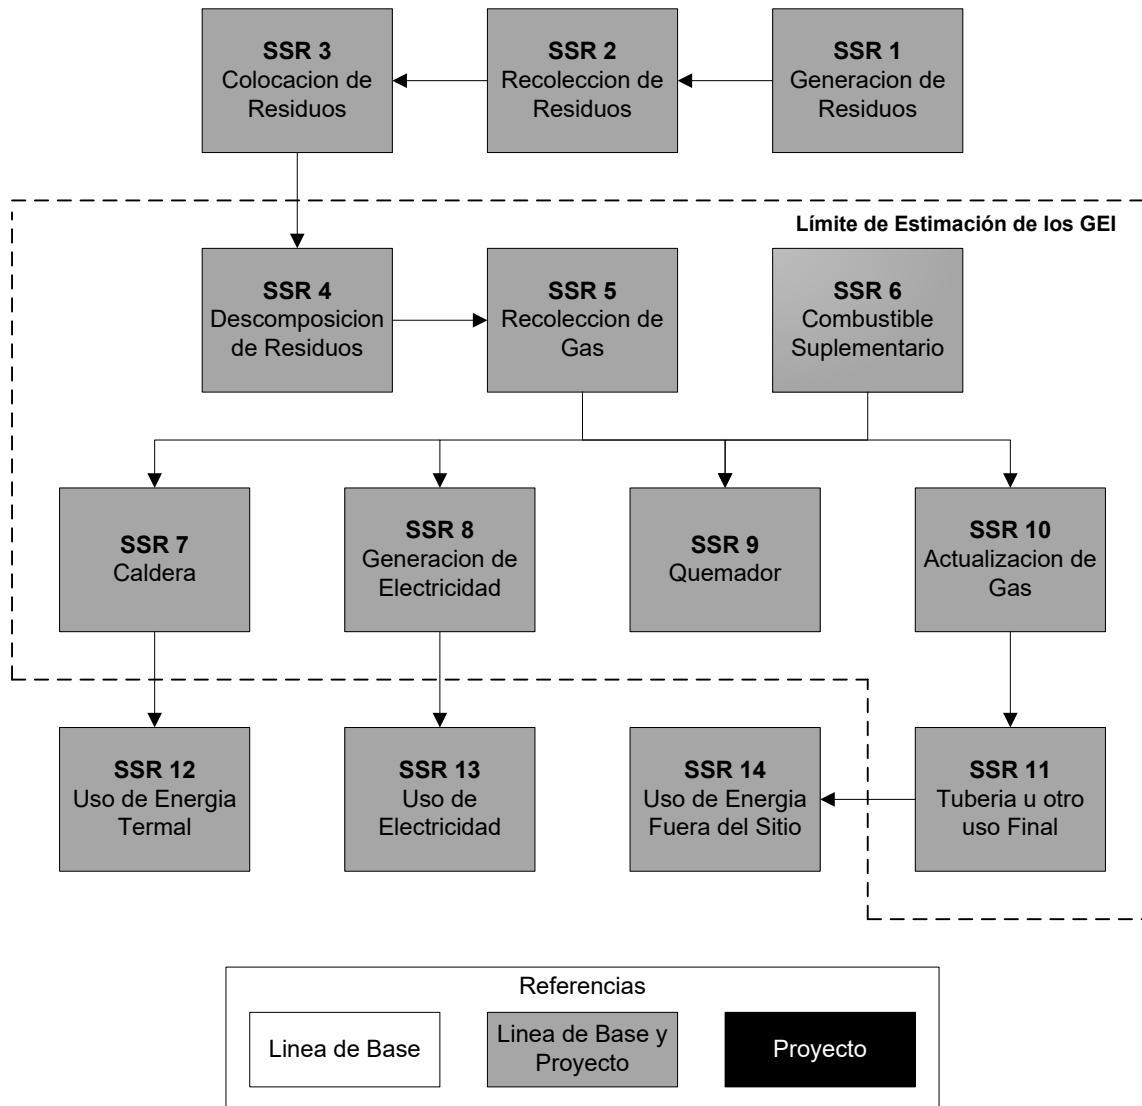 SSR 3
Colocacion de
Residuos
SSR 2
Recoleccion de
Residuos
SSR 1
Generacion de
Residuos
Límite de Estimación de los GEI
SSR 4
Descomposicion
de Residuos
SSR 5
Recoleccion de
Gas
SSR 6
Combustible
Suplementario
SSR 7
Caldera
SSR 8
Generacion de
Electricidad
SSR 9
Quemador
SSR 10
Actualizacion de
Gas
SSR 12
Uso de Energia
Termal
SSR 13
Uso de
Electricidad
SSR 14
Uso de Energia
Fuera del Sitio
SSR 11
Tuberia u otro
uso Final
Referencias
Linea de Base
Linea de Base y
Proyecto
Proyecto